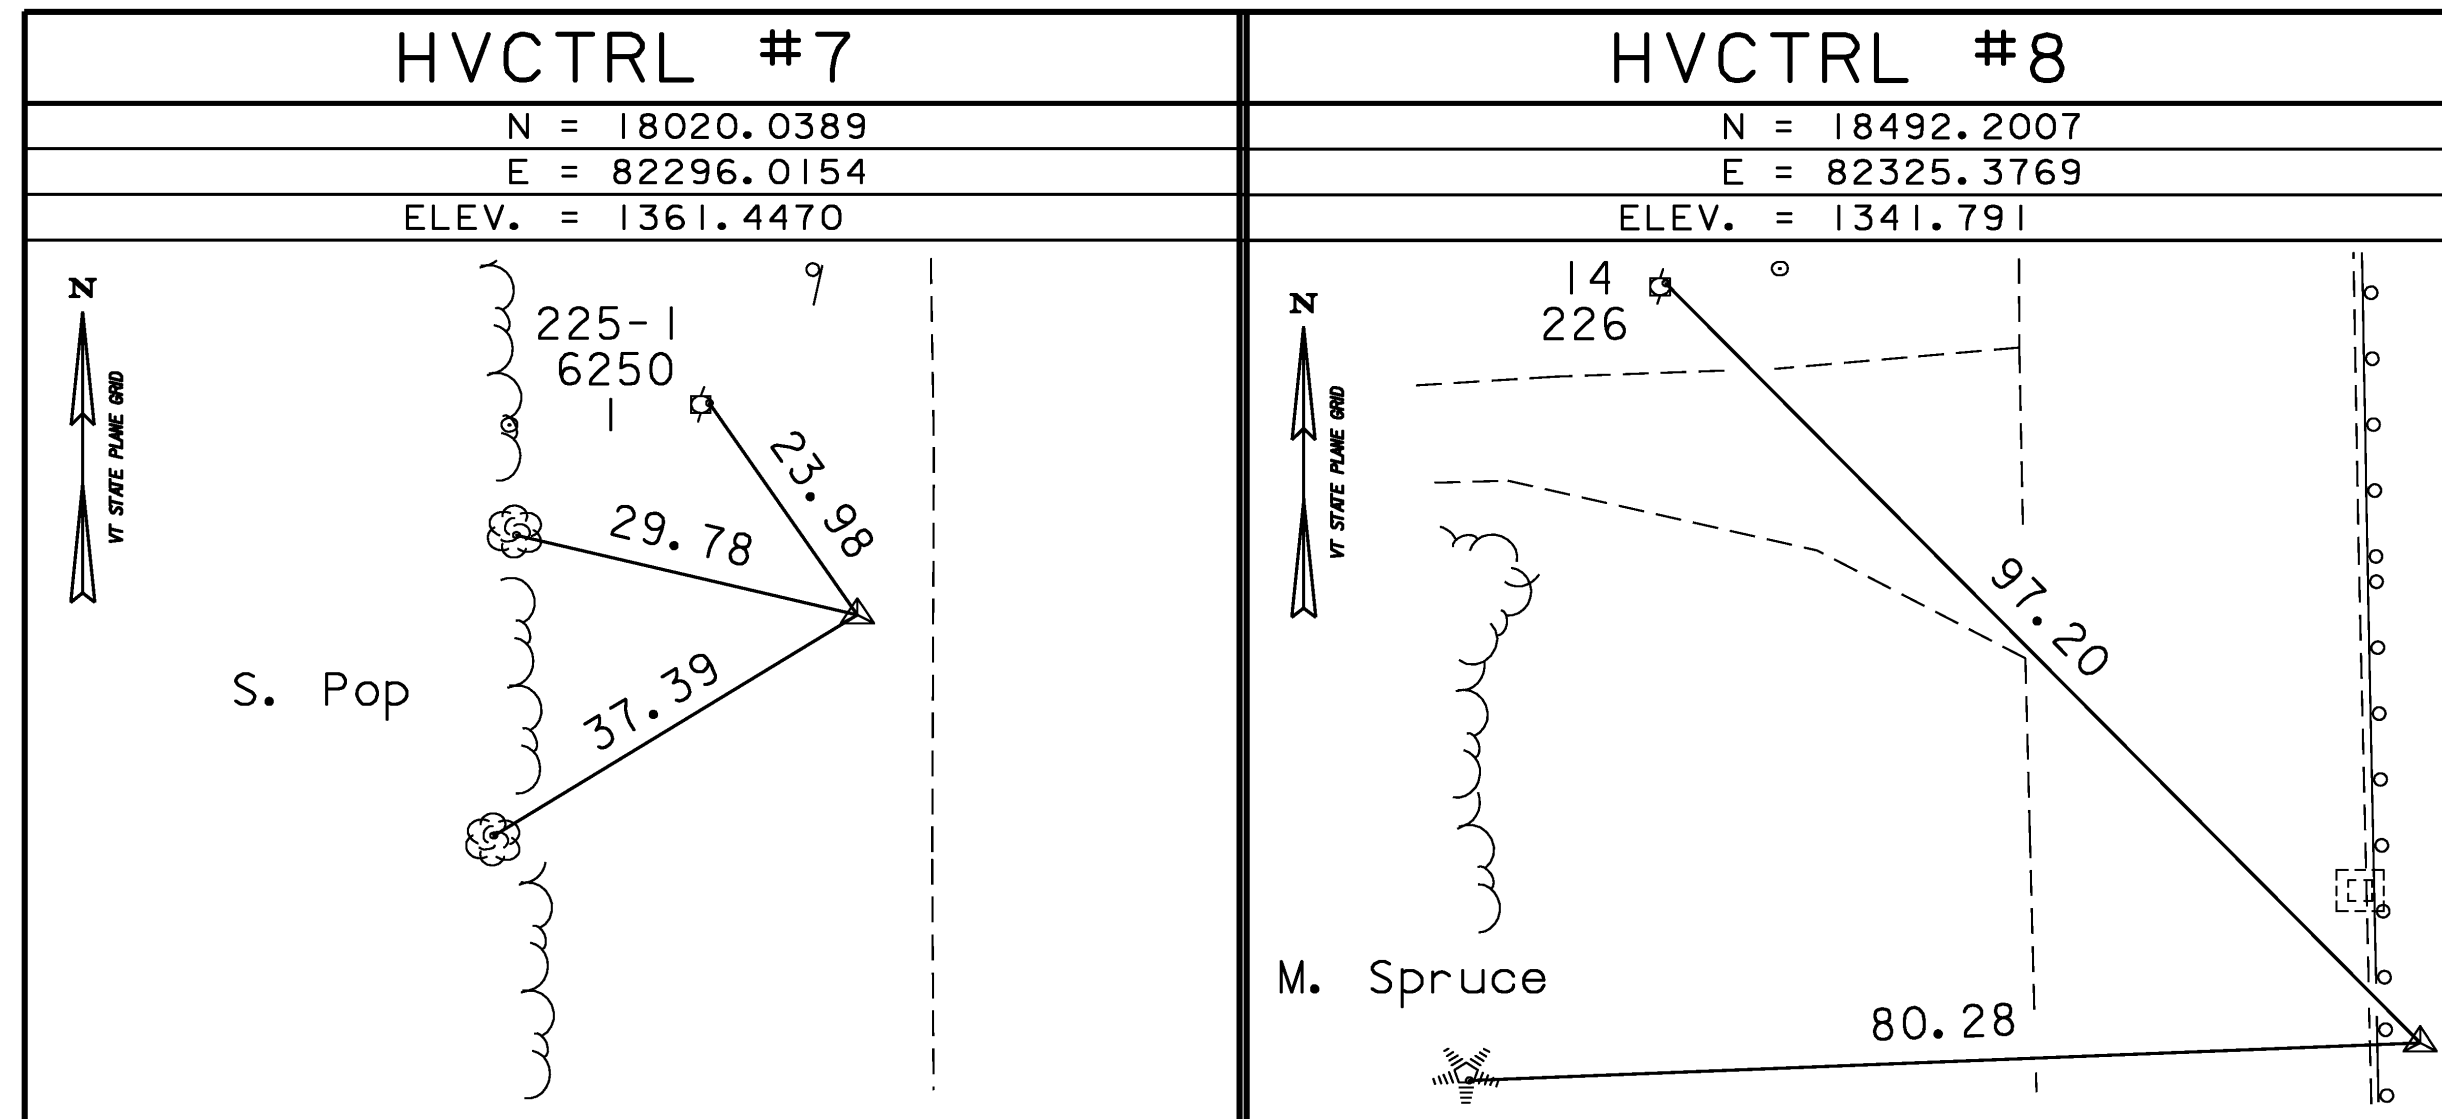 HVCTRL #7
N = 18020.0389
E = 82296.0154
ELEV. = 1361.4470
N
VT STATE PLANE GRID
225-1
6250
1
23.98
29.78
S. Pop
37.39
HVCTRL #8
N = 18492.2007
E = 82325.3769
ELEV. = 1341.791
N
VT STATE PLANE GRID
14
226
97.20
M. Spruce
80.28